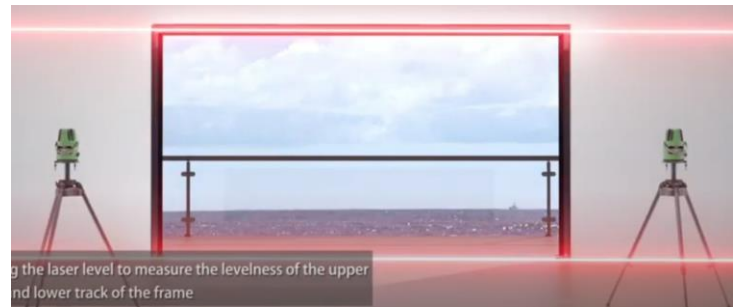 g the laser level to measure the levelness of the upper
nd lower track of the frame